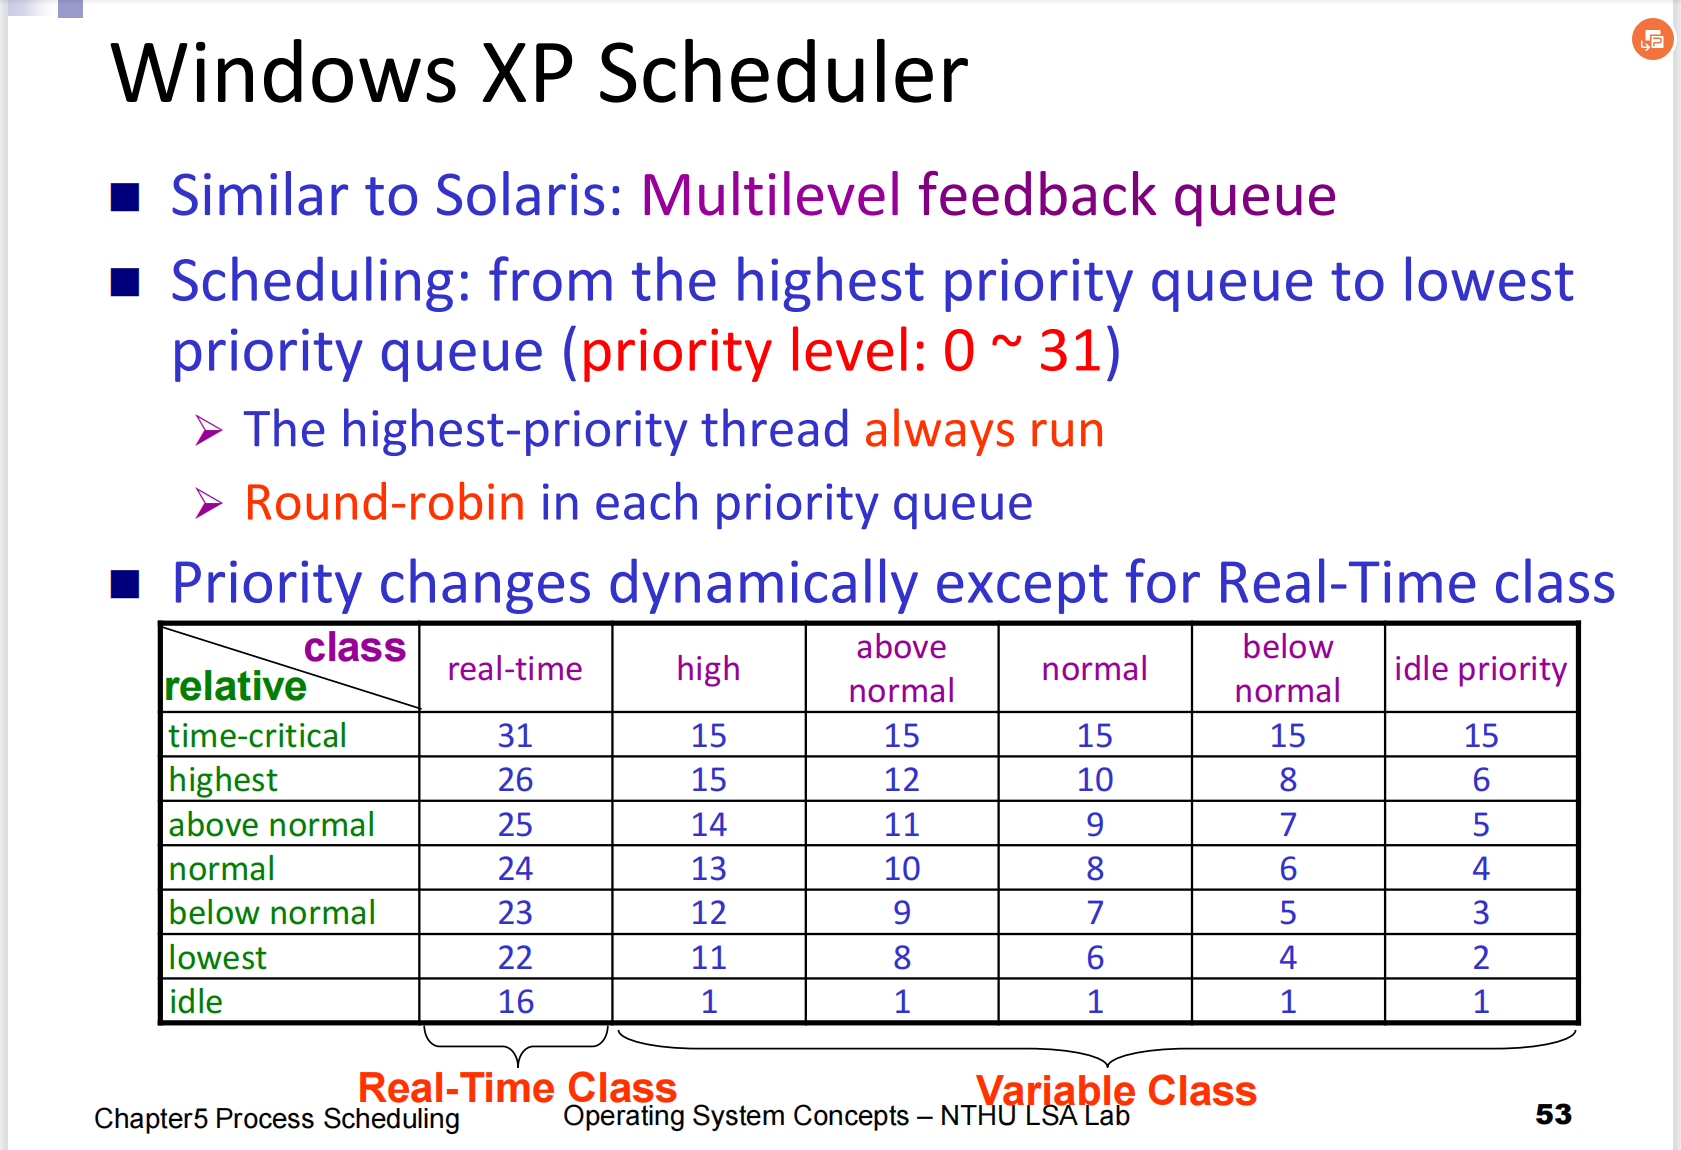 Windows XP Scheduler
Similar to Solaris: Multilevel feedback queue
Scheduling: from the highest priority queue to lowest
priority queue (priority level: 0 ~ 31)
The highest-priority thread always run
Round-robin in each priority queue
Priority changes dynamically except for Real-Time class
class
relative
real-time high above normal normal below normal idle priority
time-critical 31 15 15 15 15 15
highest 26 15 12 10 8 6
above normal 25 14 11 9 7 5
normal 24 13 10 8 6 4
below normal 23 12 9 7 5 3
lowest 22 11 8 6 4 2
idle 16 1 1 1 1 1
Real-Time Class Variable Class
Chapter5 Process Scheduling Operating System Concepts – NTHU LSA Lab 53